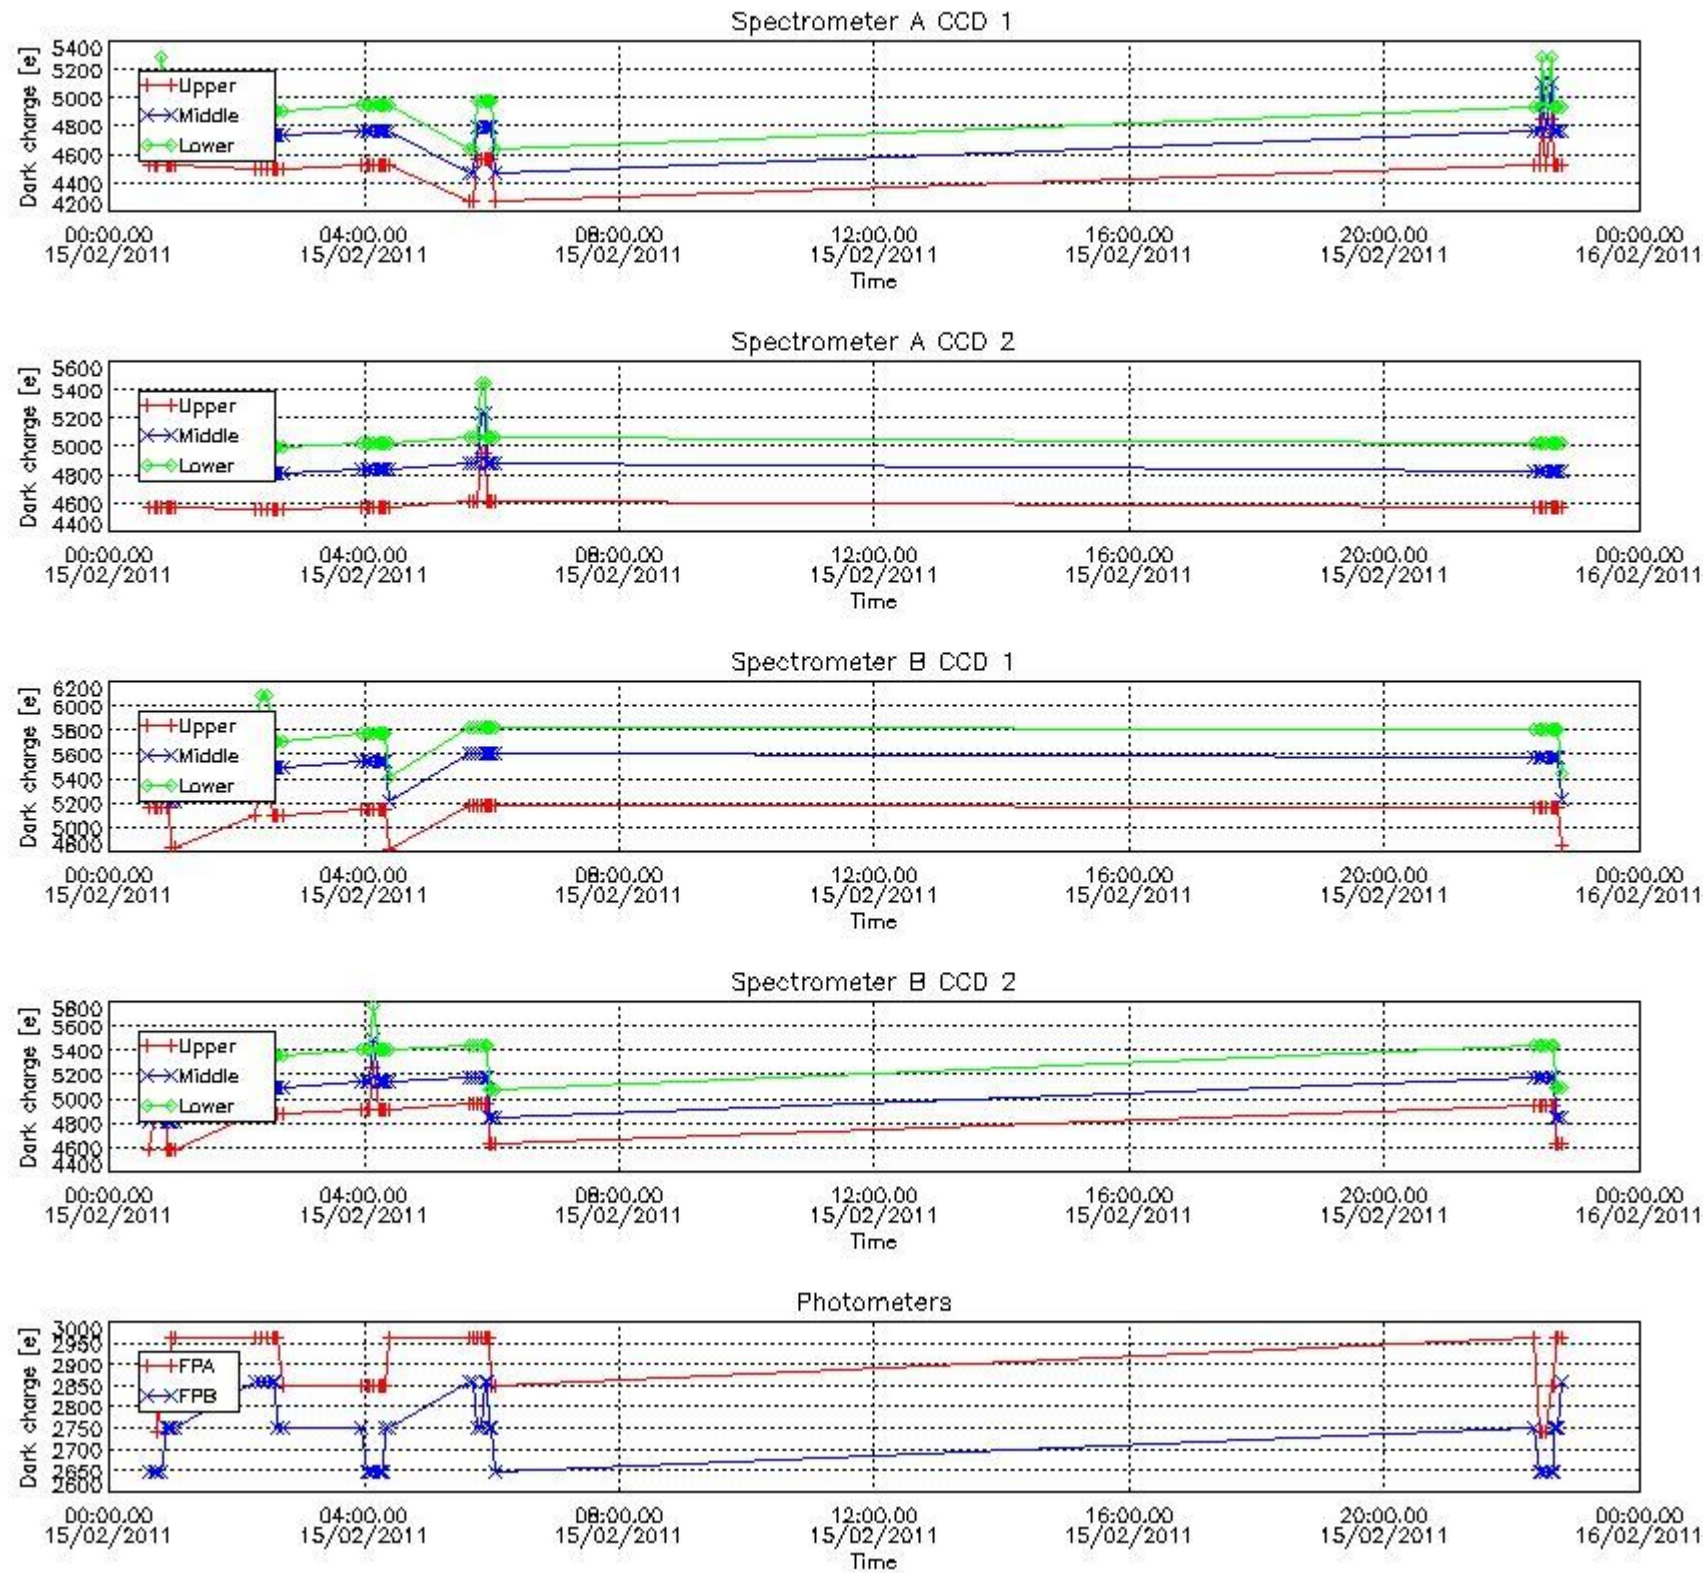 Spectrometer A CCD 1
Dark charge [e]
5400
5200
5000
4800
4600
4400
4200
Upper
Middle
Lower
00:00.00 04:00.00 08:00.00 12:00.00 16:00.00 20:00.00 00:00.00
15/02/2011 15/02/2011 15/02/2011 15/02/2011 15/02/2011 15/02/2011 16/02/2011
Time
Spectrometer A CCD 2
Dark charge [e]
5600
5400
5200
5000
4800
4600
4400
Upper
Middle
Lower
00:00.00 04:00.00 08:00.00 12:00.00 16:00.00 20:00.00 00:00.00
15/02/2011 15/02/2011 15/02/2011 15/02/2011 15/02/2011 15/02/2011 16/02/2011
Time
Spectrometer B CCD 1
Dark charge [e]
6200
6000
5800
5600
5400
5200
5000
4800
Upper
Middle
Lower
00:00.00 04:00.00 08:00.00 12:00.00 16:00.00 20:00.00 00:00.00
15/02/2011 15/02/2011 15/02/2011 15/02/2011 15/02/2011 15/02/2011 16/02/2011
Time
Spectrometer B CCD 2
Dark charge [e]
5800
5600
5400
5200
5000
4800
4600
4400
Upper
Middle
Lower
00:00.00 04:00.00 08:00.00 12:00.00 16:00.00 20:00.00 00:00.00
15/02/2011 15/02/2011 15/02/2011 15/02/2011 15/02/2011 15/02/2011 16/02/2011
Time
Photometers
Dark charge [e]
3000
2950
2900
2850
2800
2750
2700
2650
2600
FPA
FPB
00:00.00 04:00.00 08:00.00 12:00.00 16:00.00 20:00.00 00:00.00
15/02/2011 15/02/2011 15/02/2011 15/02/2011 15/02/2011 15/02/2011 16/02/2011
Time